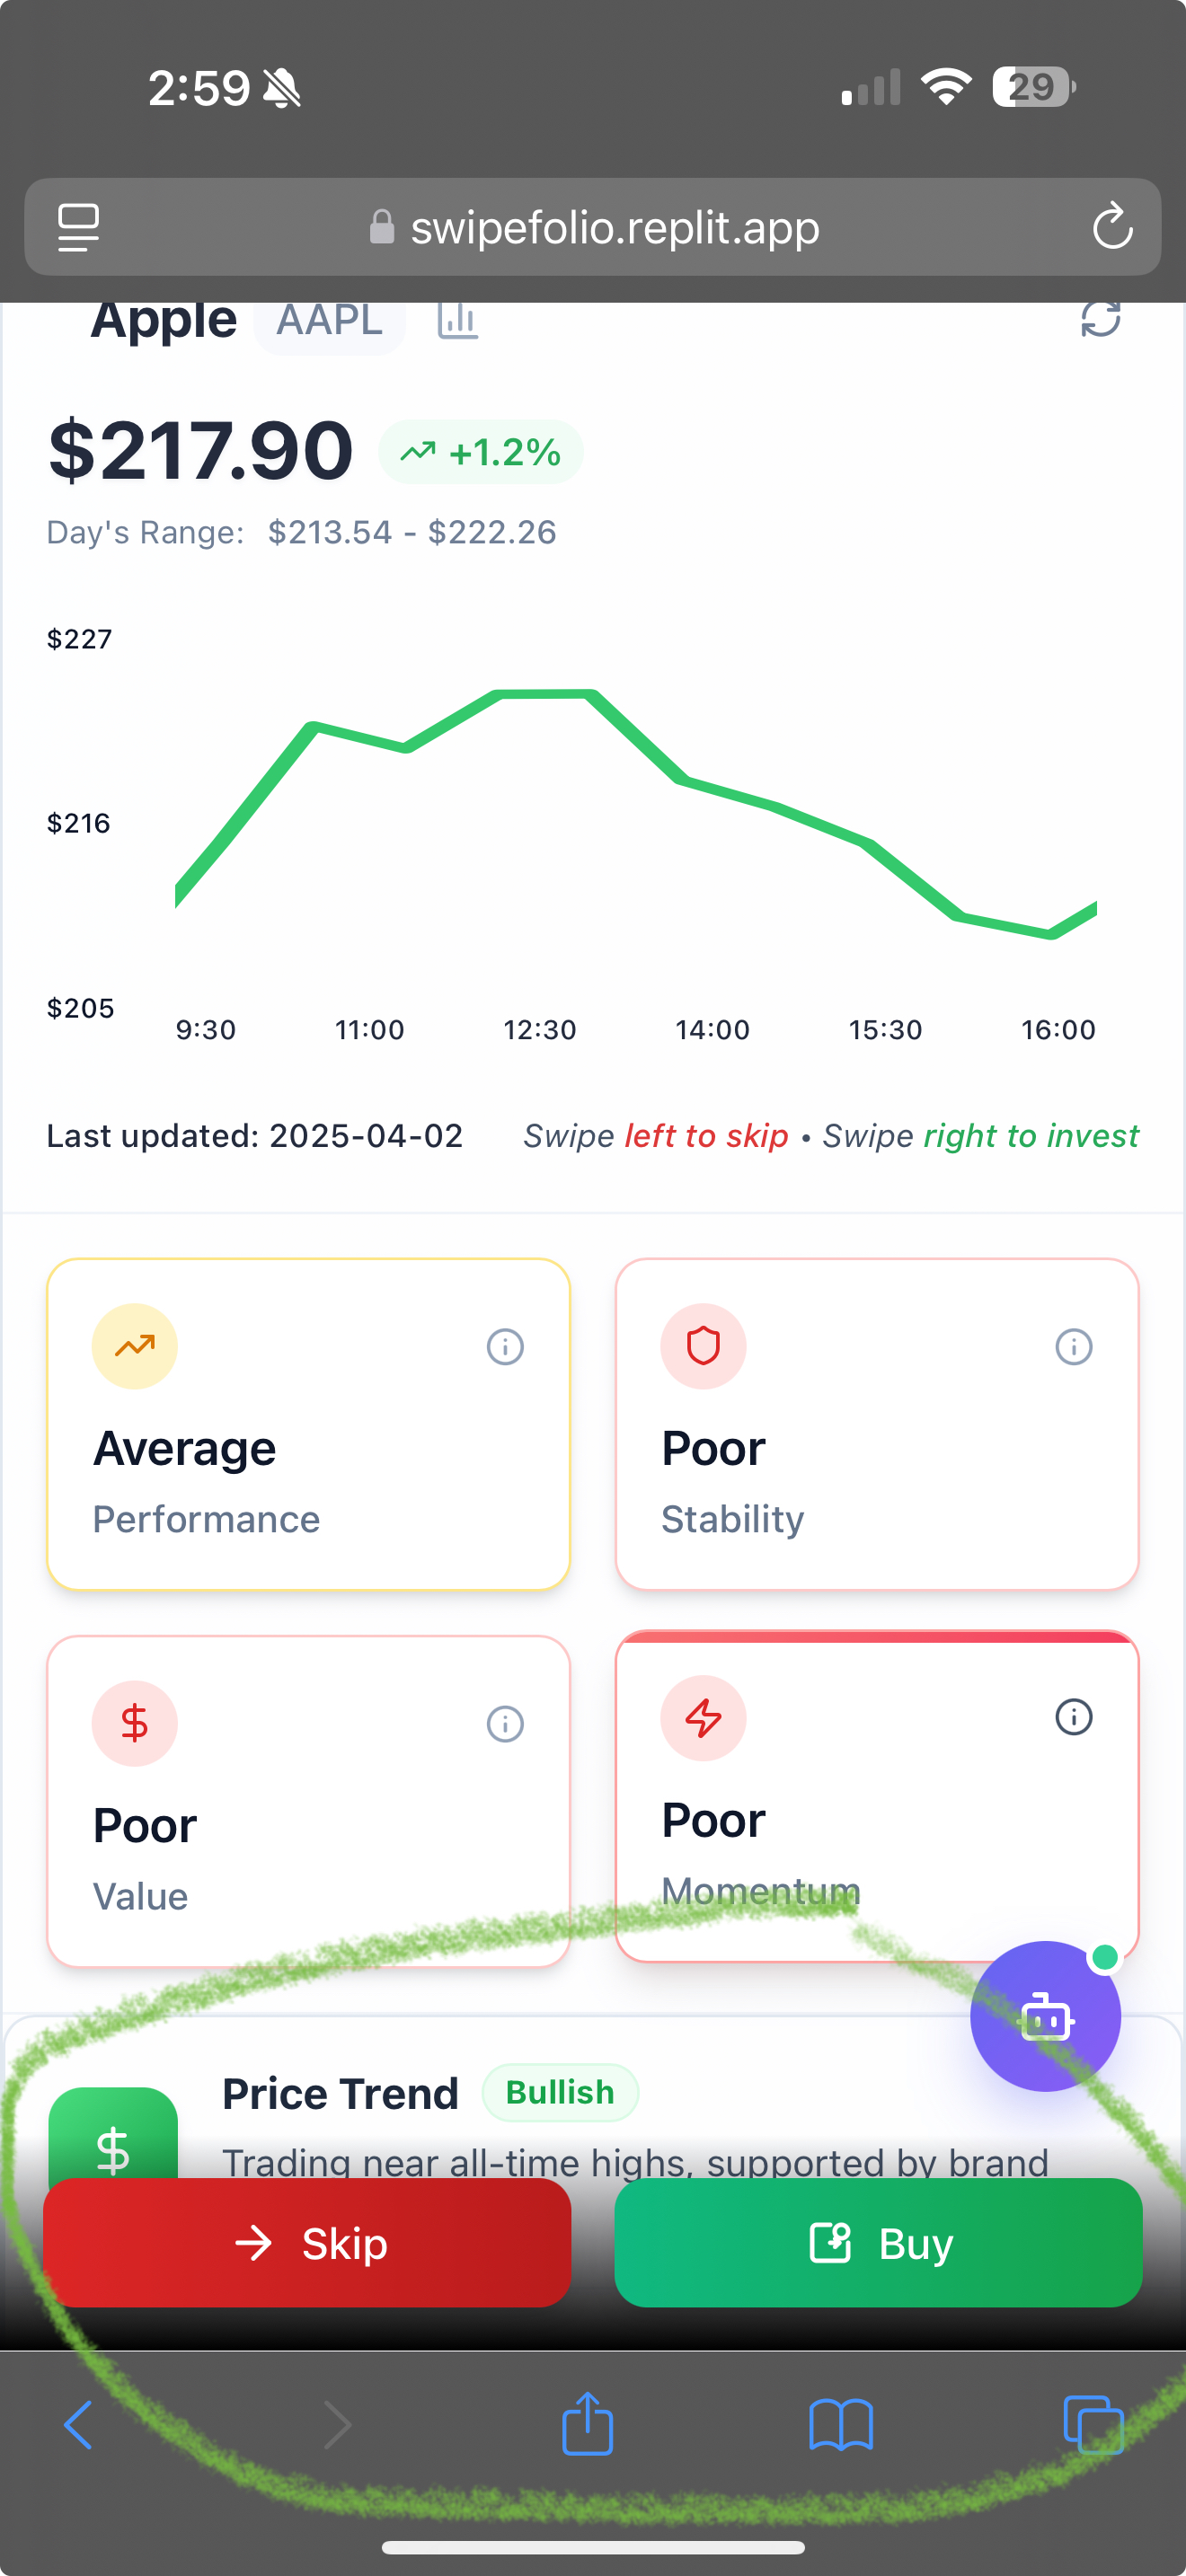 2:59
29
swipefolio.replit.app
Apple AAPL
$217.90 +1.2%
Day's Range: $213.54 - $222.26
$227
$216
$205
9:30 11:00 12:30 14:00 15:30 16:00
Last updated: 2025-04-02 Swipe left to skip • Swipe right to invest
Average
Performance
Poor
Stability
Poor
Value
Poor
Momentum
Price Trend Bullish
Trading near all-time highs, supported by brand
Skip
Buy